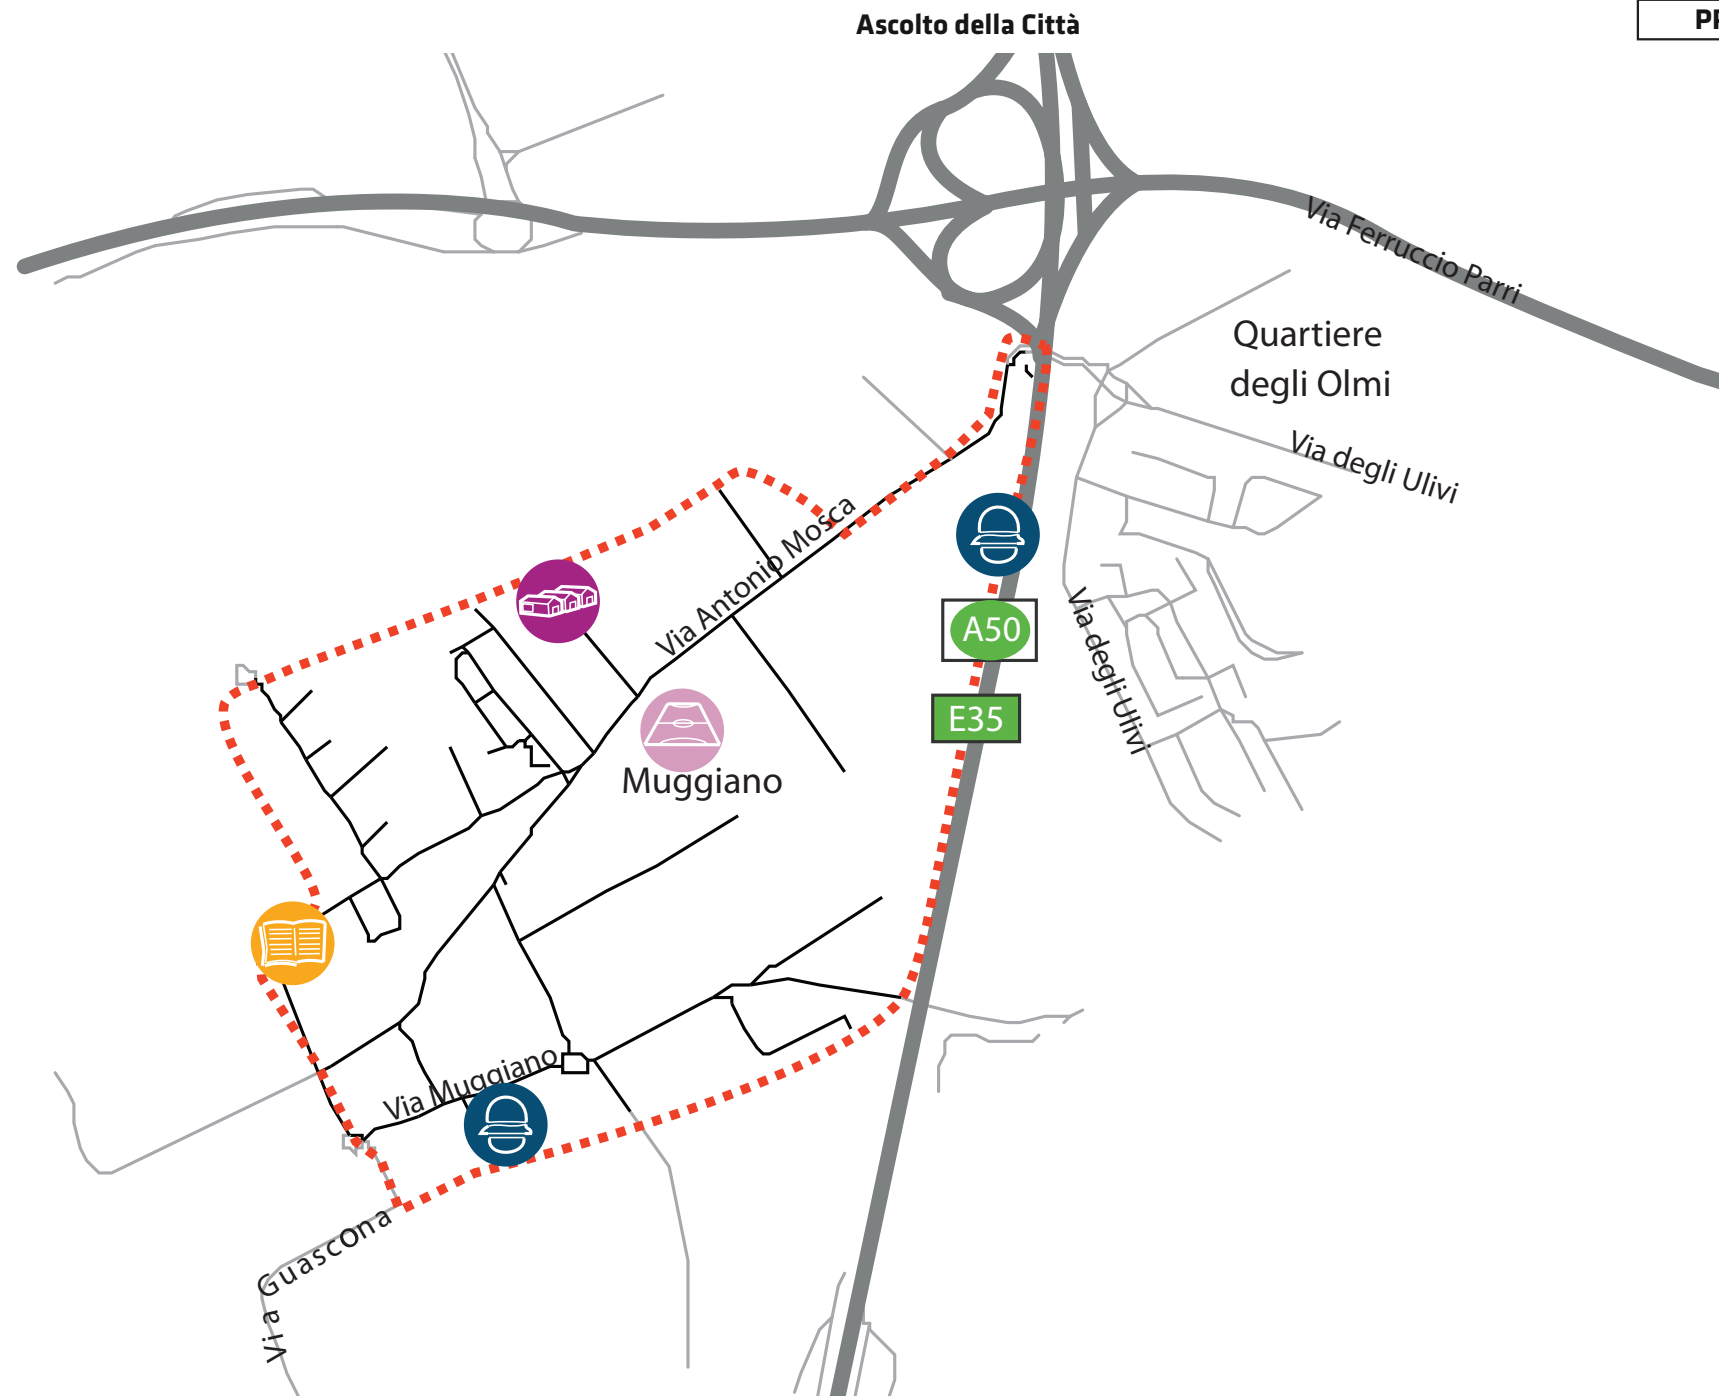 Ascolto della Città
Via Ferruccio Parri
Quartiere
degli Olmi
Via degli Ulivi
Via Antonio Mosca
A50
Via degli Ulivi
E35
Muggiano
Via Muggiano
Via Guascona